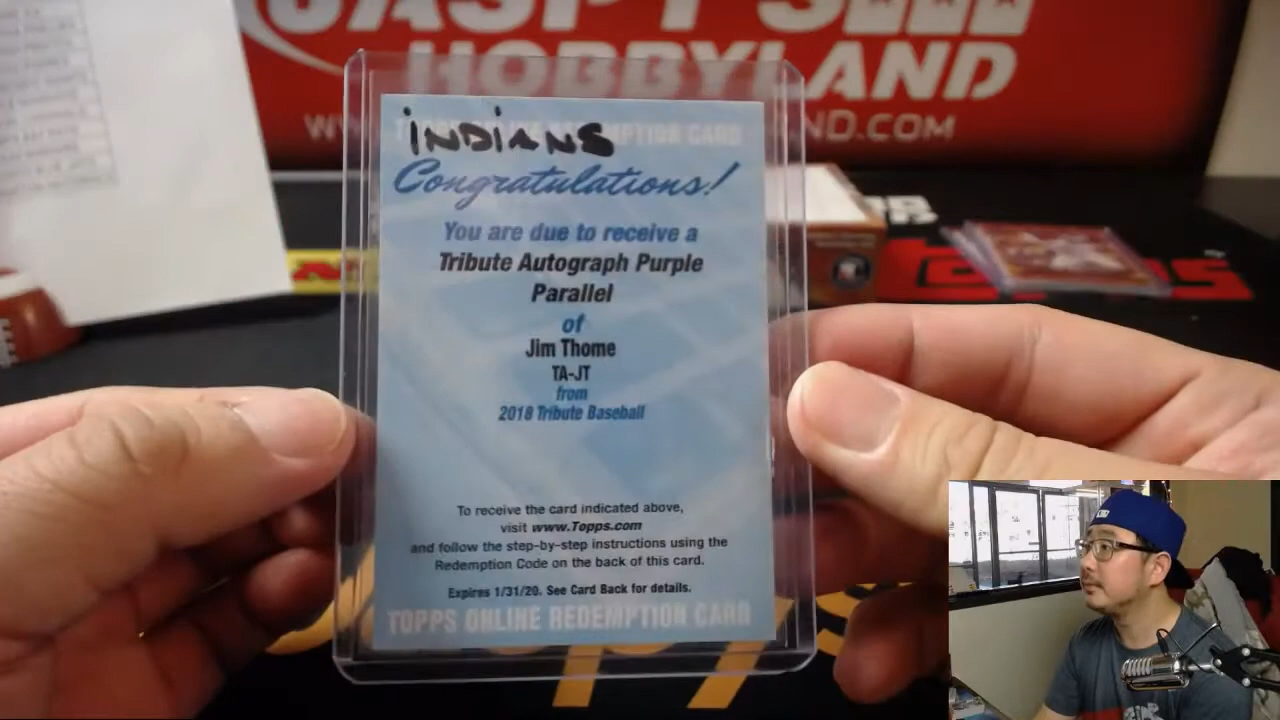 HOBBYLAND
INDIANS
Congratulations!
You are due to receive a
Tribute Autograph Purple
Parallel
of
Jim Thome
TA-JT
from
2018 Tribute Baseball
To receive the card indicated above,
visit www.Topps.com
and follow the step-by-step instructions using the
Redemption Code on the back of this card.
Expires 1/31/20. See Card Back for details.
TOPPS ONLINE REDEMPTION CARD